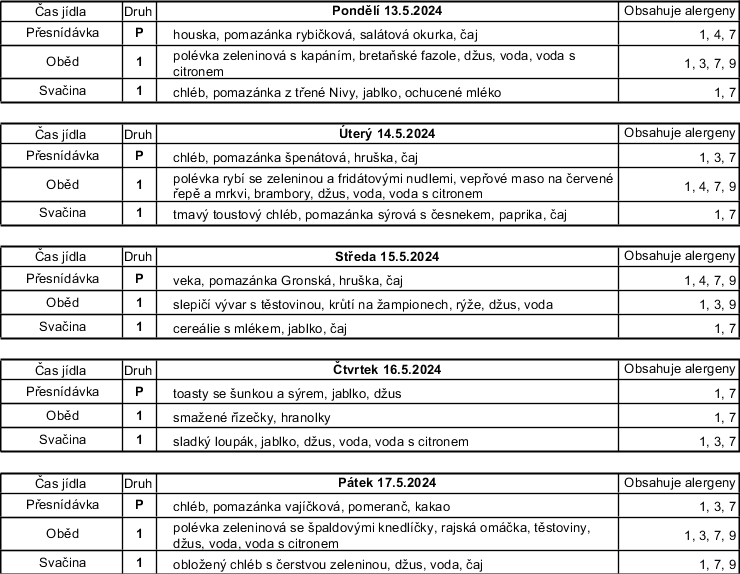 Čas jídla Druh Pondělí 13.5.2024 Obsahuje alergeny
Přesnídávka P houska, pomazánka rybičková, salátová okurka, čaj 1, 4, 7
Oběd 1 polévka zeleninová s kapáním, bretaňské fazole, džus, voda, voda s citronem 1, 3, 7, 9
Svačina 1 chléb, pomazánka z třené Nivy, jablko, ochucené mléko 1, 7
Čas jídla Druh Úterý 14.5.2024 Obsahuje alergeny
Přesnídávka P chléb, pomazánka špenátová, hruška, čaj 1, 3, 7
Oběd 1 polévka rybí se zeleninou a fridátovými nudlemi, vepřové maso na červené řepě a mrkvi, brambory, džus, voda, voda s citronem 1, 4, 7, 9
Svačina 1 tmavý toustový chléb, pomazánka sýrová s česnekem, paprika, čaj 1, 7
Čas jídla Druh Středa 15.5.2024 Obsahuje alergeny
Přesnídávka P veka, pomazánka Gronská, hruška, čaj 1, 4, 7, 9
Oběd 1 slepičí vývar s těstovinou, krůtí na žampionech, rýže, džus, voda 1, 3, 9
Svačina 1 cereálie s mlékem, jablko, čaj 1, 7
Čas jídla Druh Čtvrtek 16.5.2024 Obsahuje alergeny
Přesnídávka P toasty se šunkou a sýrem, jablko, džus 1, 7
Oběd 1 smažené řízečky, hranolky 1, 7
Svačina 1 sladký loupák, jablko, džus, voda, voda s citronem 1, 3, 7
Čas jídla Druh Pátek 17.5.2024 Obsahuje alergeny
Přesnídávka P chléb, pomazánka vajíčková, pomeranč, kakao 1, 3, 7
Oběd 1 polévka zeleninová se špaldovými knedlíčky, rajská omáčka, těstoviny, džus, voda, voda s citronem 1, 3, 7, 9
Svačina 1 obložený chléb s čerstvou zeleninou, džus, voda, čaj 1, 7, 9